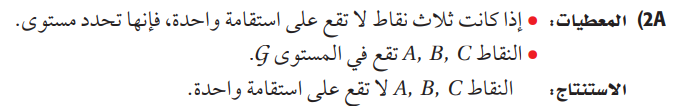 2A) المعطيات: • إذا كانت ثلاث نقاط لا تقع على استقامة واحدة، فإنها تحدد مستوى.
• النقاط A, B, C تقع في المستوى G.
الاستنتاج: النقاط A, B, C لا تقع على استقامة واحدة.